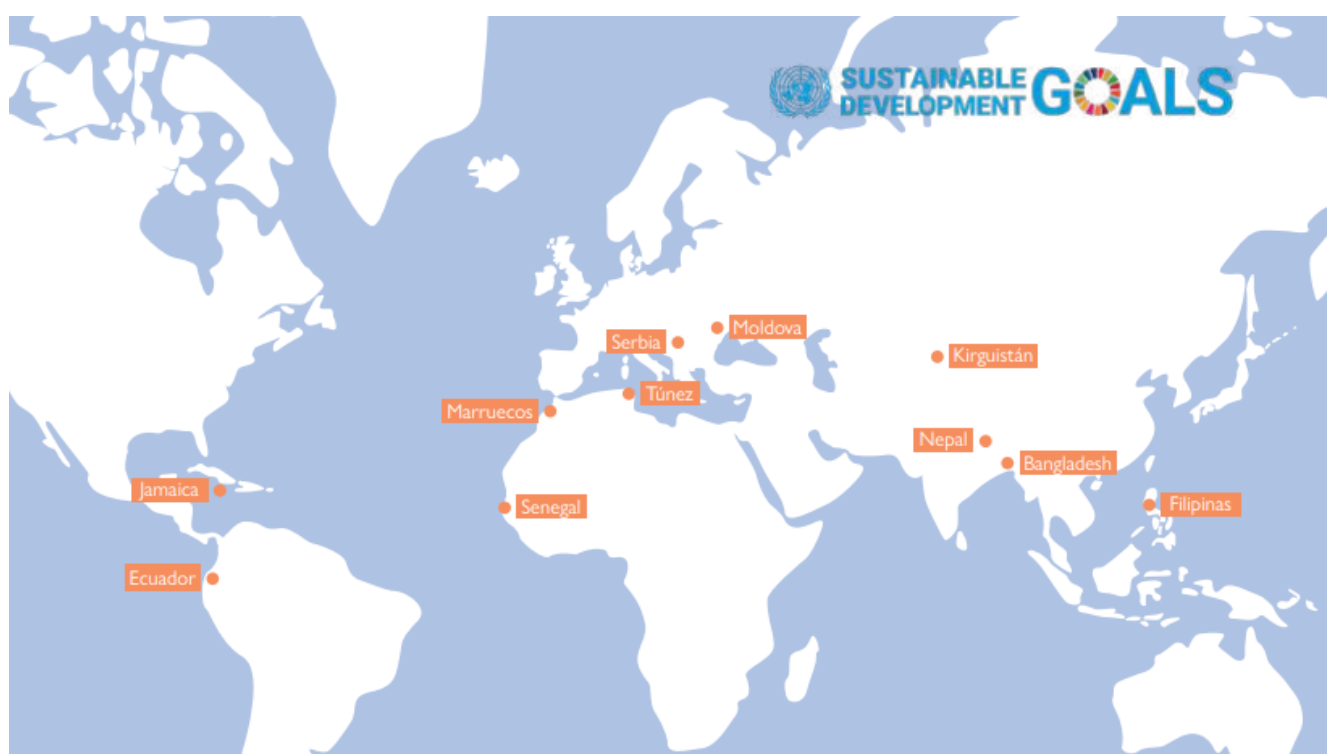 SUSTAINABLE
DEVELOPMENT
GOALS
Moldova
Serbia
Kirguistán
Túnez
Marruecos
Nepal
Bangladesh
Jamaica
Senegal
Filipinas
Ecuador